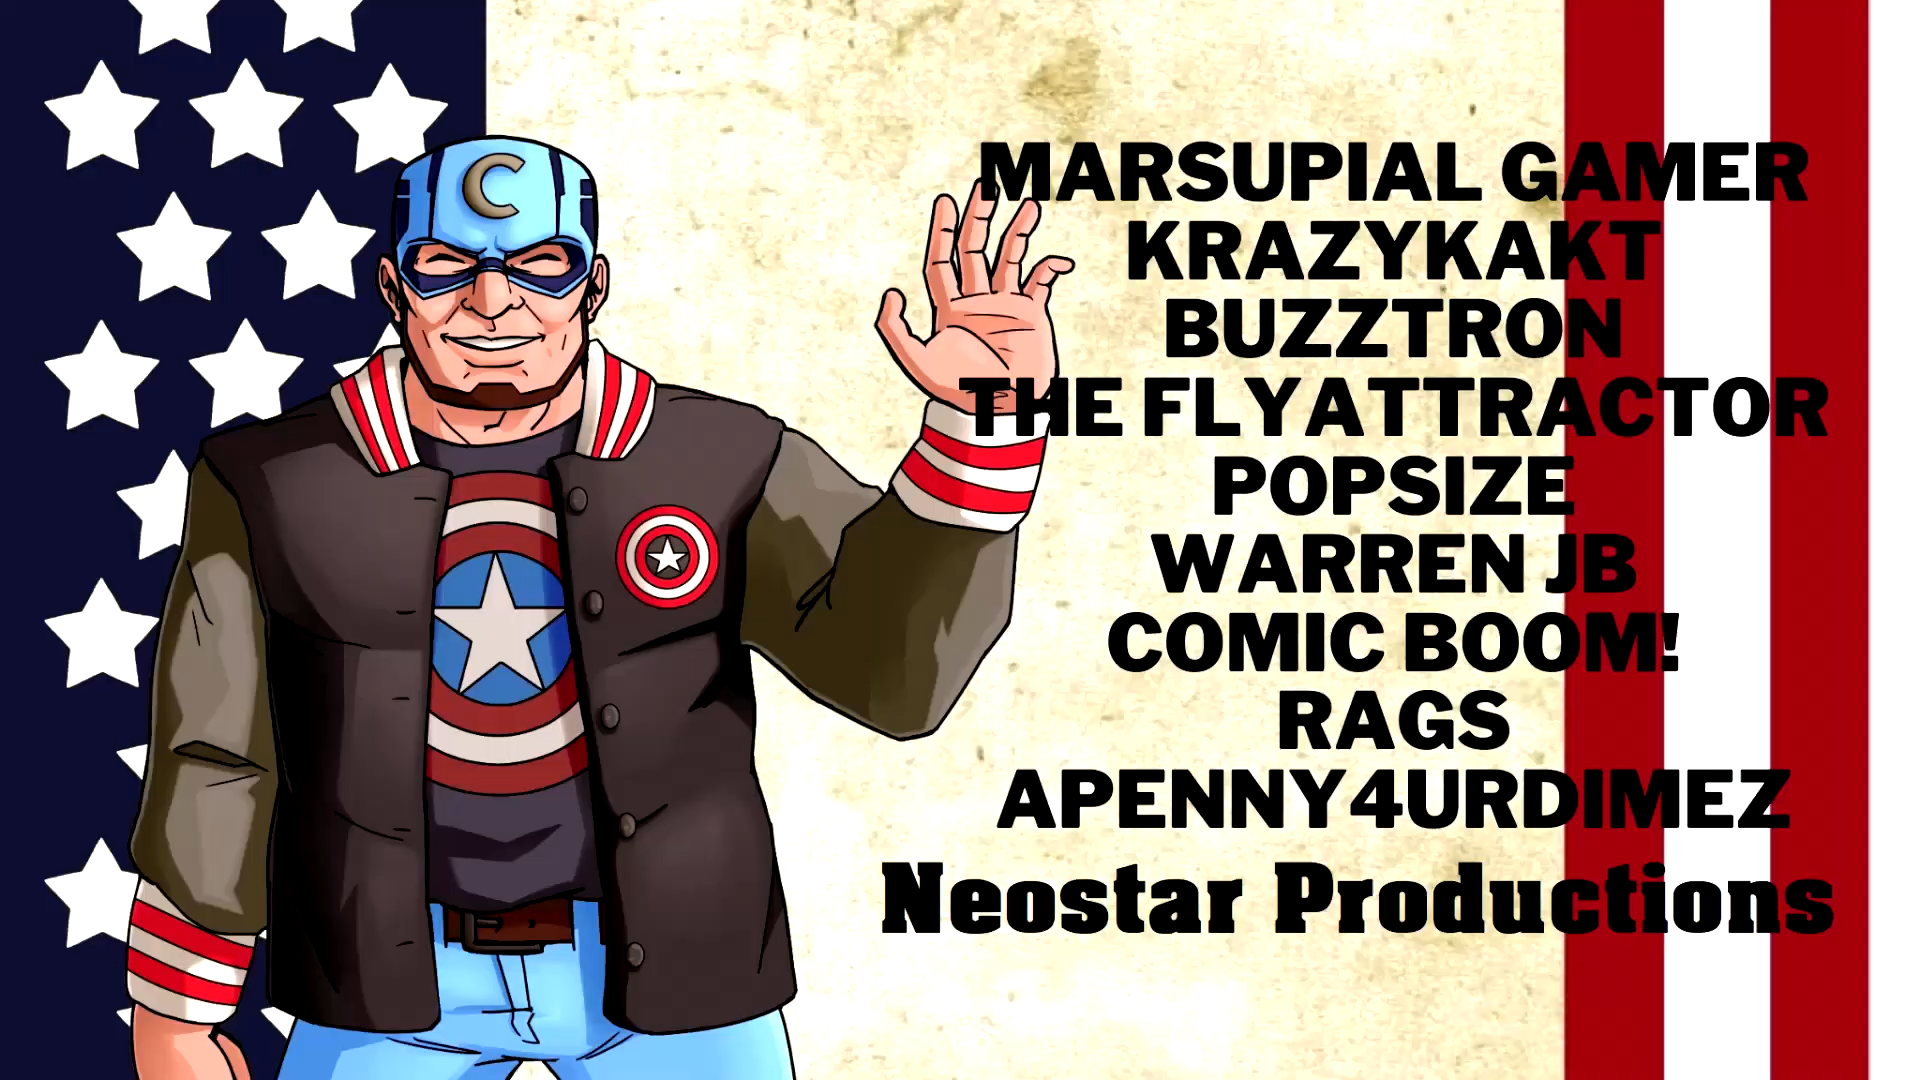 C
MARSUPIAL GAMER
KRAZYKAKT
BUZZTRON
THE FLYATTRACTOR
POPSIZE
WARREN JB
COMIC BOOM!
RAGS
APENNY4URDIMEZ
Neostar Productions